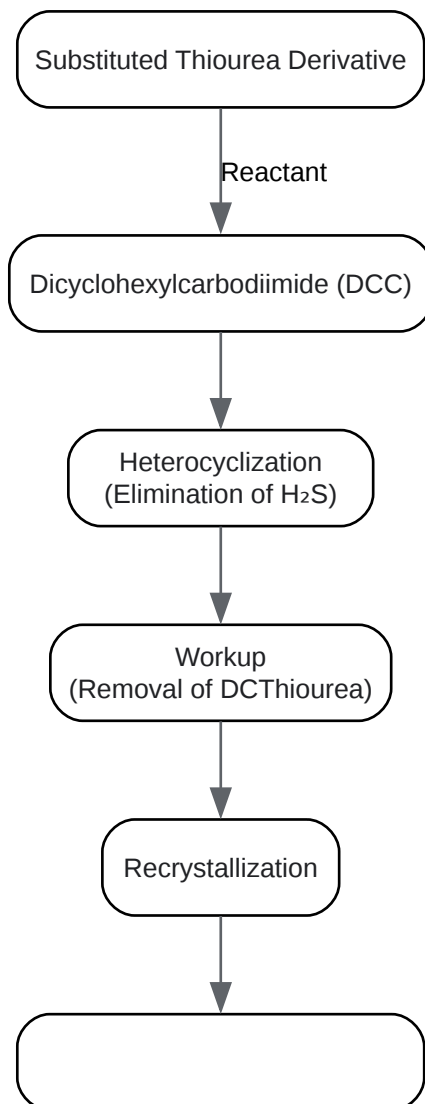 Substituted Thiourea Derivative
Reactant
Dicyclohexylcarbodiimide (DCC)
Heterocyclization
(Elimination of H₂S)
Workup
(Removal of DCThiourea)
Recrystallization